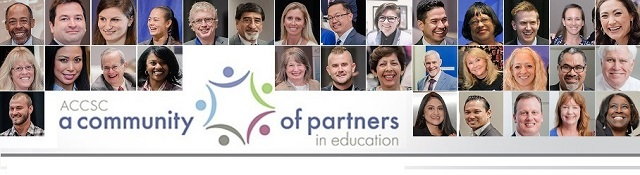 ACCSC
a community of partners
in education